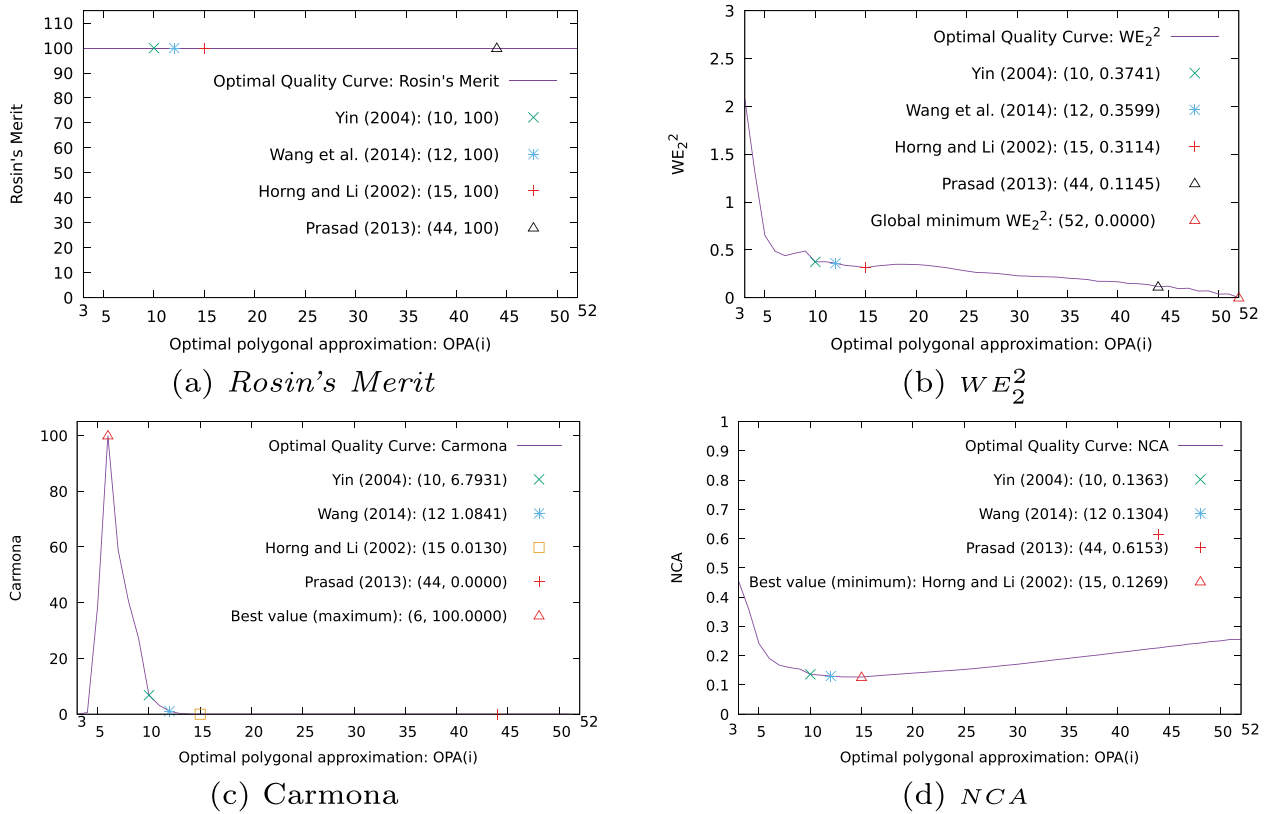 115
110
100
90
80
70
60
50
40
30
20
10
0
Rosin's Merit
Optimal Quality Curve: Rosin's Merit
Yin (2004): (10, 100)
Wang et al. (2014): (12, 100)
Horng and Li (2002): (15, 100)
Prasad (2013): (44, 100)
3 5 10 15 20 25 30 35 40 45 50 52
Optimal polygonal approximation: OPA(i)
(a) Rosin's Merit
3
2.5
2
1.5
1
0.5
0
WE₂²
Optimal Quality Curve: WE₂²
Yin (2004): (10, 0.3741)
Wang et al. (2014): (12, 0.3599)
Horng and Li (2002): (15, 0.3114)
Prasad (2013): (44, 0.1145)
Global minimum WE₂²: (52, 0.0000)
3 5 10 15 20 25 30 35 40 45 50 52
Optimal polygonal approximation: OPA(i)
(b) WE₂²
100
80
60
40
20
0
Carmona
Optimal Quality Curve: Carmona
Yin (2004): (10, 6.7931)
Wang (2014): (12 1.0841)
Horng and Li (2002): (15 0.0130)
Prasad (2013): (44, 0.0000)
Best value (maximum): (6, 100.0000)
3 5 10 15 20 25 30 35 40 45 50 52
Optimal polygonal approximation: OPA(i)
(c) Carmona
1
0.9
0.8
0.7
0.6
0.5
0.4
0.3
0.2
0.1
0
NCA
Optimal Quality Curve: NCA
Yin (2004): (10, 0.1363)
Wang (2014): (12 0.1304)
Prasad (2013): (44, 0.6153)
Best value (minimum): Horng and Li (2002): (15, 0.1269)
3 5 10 15 20 25 30 35 40 45 50 52
Optimal polygonal approximation: OPA(i)
(d) NCA